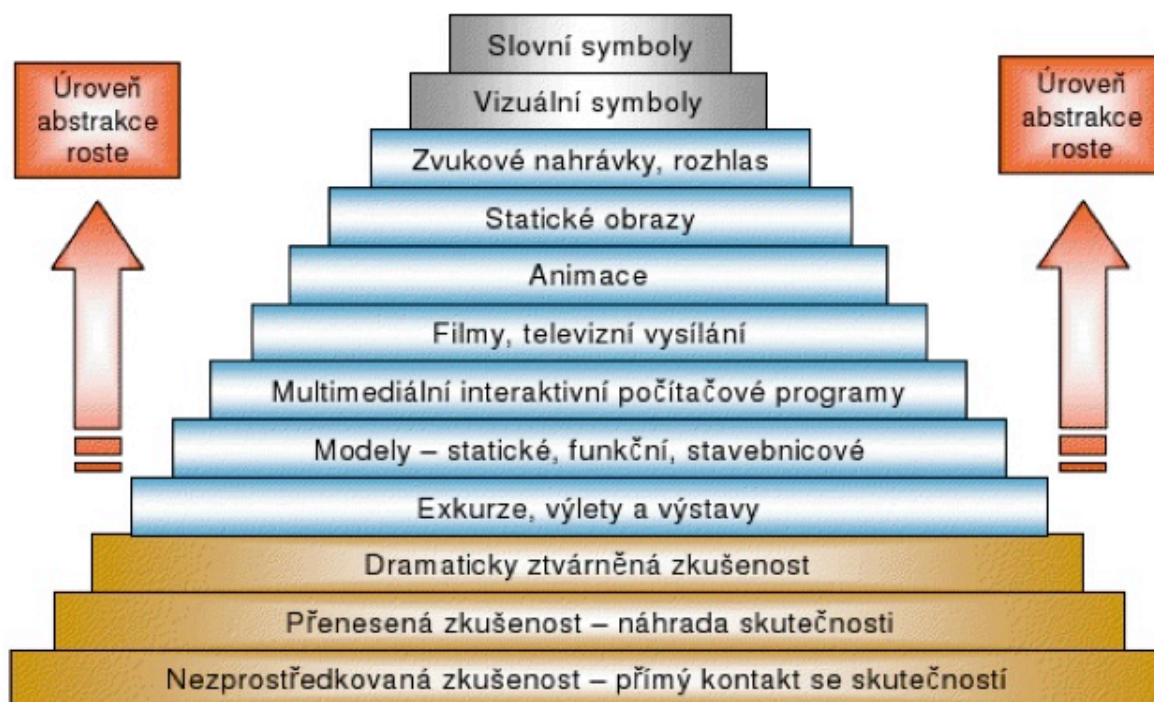 Slovní symboly
Vizuální symboly
Zvukové nahrávky, rozhlas
Statické obrazy
Animace
Filmy, televizní vysílání
Multimediální interaktivní počítačové programy
Modely – statické, funkční, stavebnicové
Exkurze, výlety a výstavy
Dramaticky ztvárněná zkušenost
Přenesená zkušenost – náhrada skutečnosti
Nezprostředkovaná zkušenost – přímý kontakt se skutečností
Úroveň
abstrakce
roste
Úroveň
abstrakce
roste